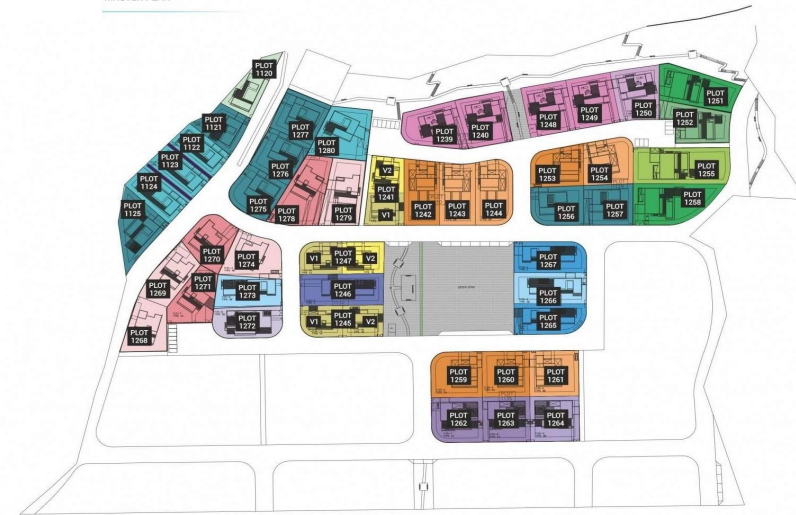 PLOT
1120
PLOT
1121
PLOT
1122
PLOT
1123
PLOT
1124
PLOT
1125
PLOT
1277
PLOT
1280
PLOT
1276
PLOT
1275
PLOT
1278
PLOT
1279
V2
PLOT
1241
V1
PLOT
1242
PLOT
1243
PLOT
1244
PLOT
1239
PLOT
1240
PLOT
1248
PLOT
1249
PLOT
1250
PLOT
1251
PLOT
1252
PLOT
1253
PLOT
1254
PLOT
1255
PLOT
1256
PLOT
1257
PLOT
1258
PLOT
1270
PLOT
1274
PLOT
1269
PLOT
1271
PLOT
1273
PLOT
1272
PLOT
1268
V1
PLOT
1247
V2
PLOT
1246
V1
PLOT
1245
V2
PLOT
1267
PLOT
1266
PLOT
1265
PLOT
1259
PLOT
1260
PLOT
1261
PLOT
1262
PLOT
1263
PLOT
1264